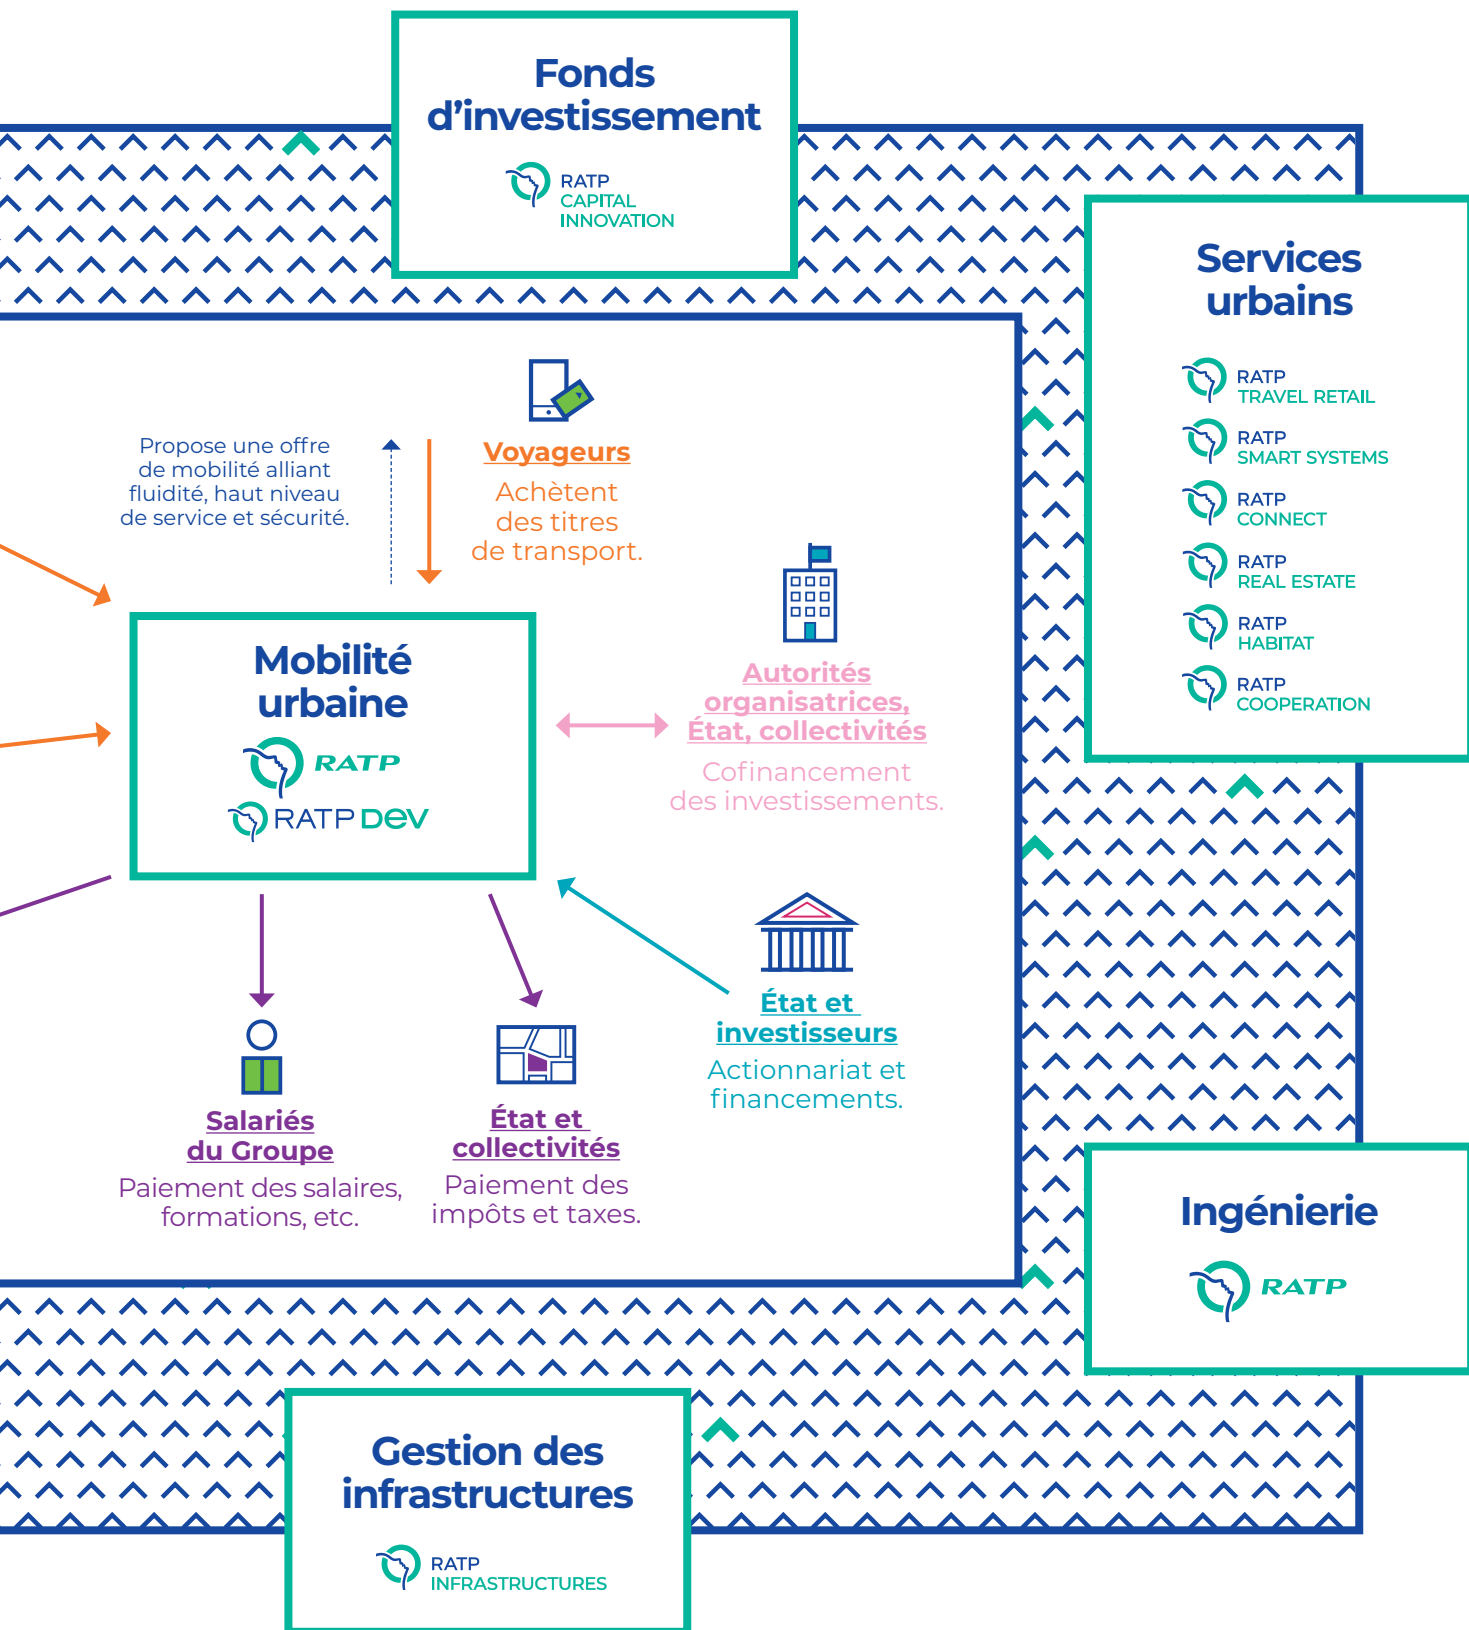 Fonds
d’investissement
RATP
CAPITAL
INNOVATION
Services
urbains
RATP
TRAVEL RETAIL
RATP
SMART SYSTEMS
RATP
CONNECT
RATP
REAL ESTATE
RATP
HABITAT
RATP
COOPERATION
Propose une offre
de mobilité alliant
fluidité, haut niveau
de service et sécurité.
Voyageurs
Achètent
des titres
de transport.
Mobilité
urbaine
RATP
RATP DEV
Autorités
organisatrices,
État, collectivités
Cofinancement
des investissements.
État et
investisseurs
Actionnariat et
financements.
Salariés
du Groupe
Paiement des salaires,
formations, etc.
État et
collectivités
Paiement des
impôts et taxes.
Ingénierie
RATP
Gestion des
infrastructures
RATP
INFRASTRUCTURES